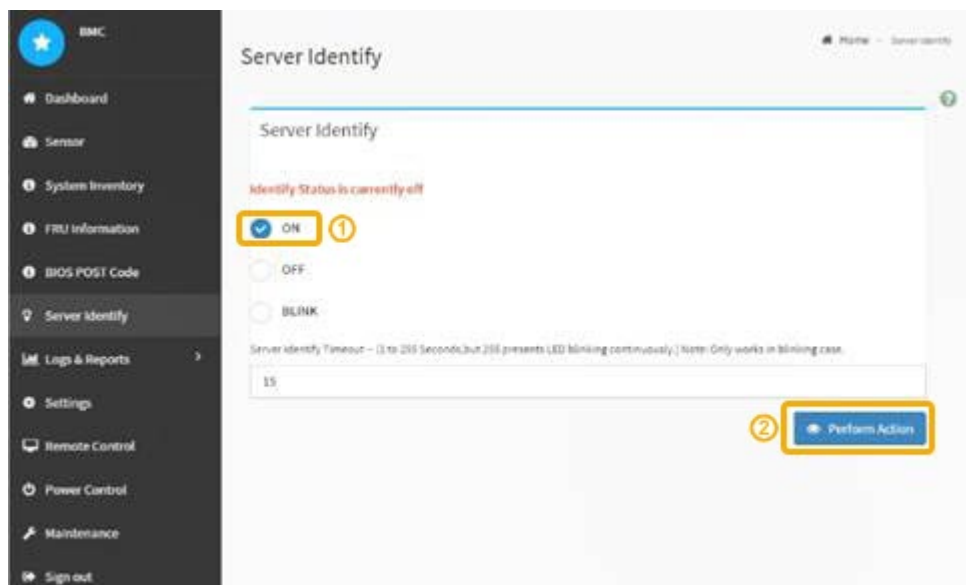 BMC
Dashboard
Sensor
System Inventory
FRU Information
BIOS POST Code
Server Identify
Logs & Reports
Settings
Remote Control
Power Control
Maintenance
Sign out
Home - Server Identify
Server Identify
Server Identify
Identify Status is currently off
ON
1
OFF
BLINK
Server Identify Timeout - (1 to 255 Seconds,but 255 presents LED blinking continuously.) Note: Only works in blinking case.
15
2
Perform Action